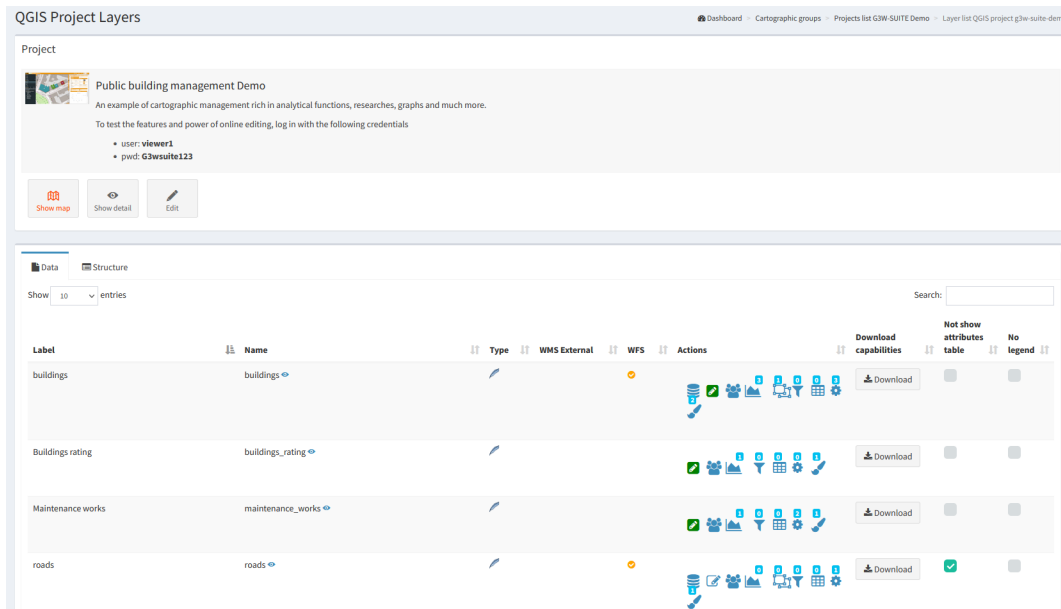 QGIS Project Layers
Dashboard > Cartographic groups > Projects list G3W-SUITE Demo > Layer list QGIS project g3w-suite-dem
Project
Public building management Demo
An example of cartographic management rich in analytical functions, researches, graphs and much more.
To test the features and power of online editing, log in with the following credentials
• user: viewer1
• pwd: G3wsuite123
Show map Show detail Edit
Data Structure
Show 10 entries Search:
Label Name Type WMS External WFS Actions Download capabilities Not show attributes table No legend
buildings buildings 3 1 0 0 3 Download
2
Buildings rating buildings_rating 1 0 0 0 1 Download
Maintenance works maintenance_works 1 0 0 2 1 Download
roads roads 0 0 0 0 1 Download
1